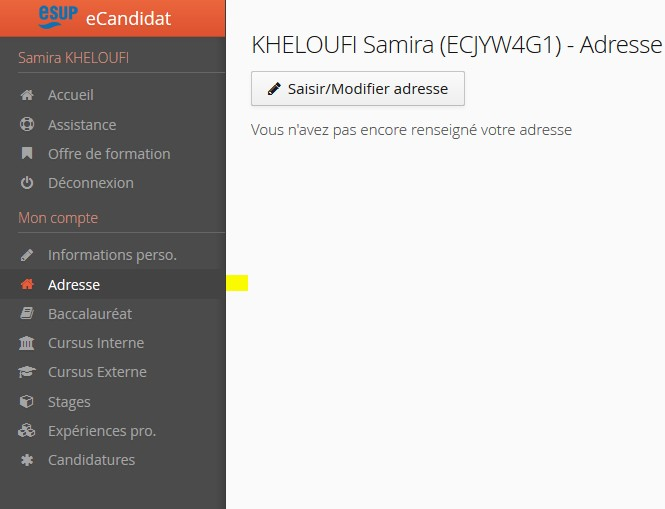 esup eCandidat
Samira KHELOUFI
Accueil
Assistance
Offre de formation
Déconnexion
Mon compte
Informations perso.
Adresse
Baccalauréat
Cursus Interne
Cursus Externe
Stages
Expériences pro.
Candidatures
KHELOUFI Samira (ECJYW4G1) - Adresse
Saisir/Modifier adresse
Vous n'avez pas encore renseigné votre adresse